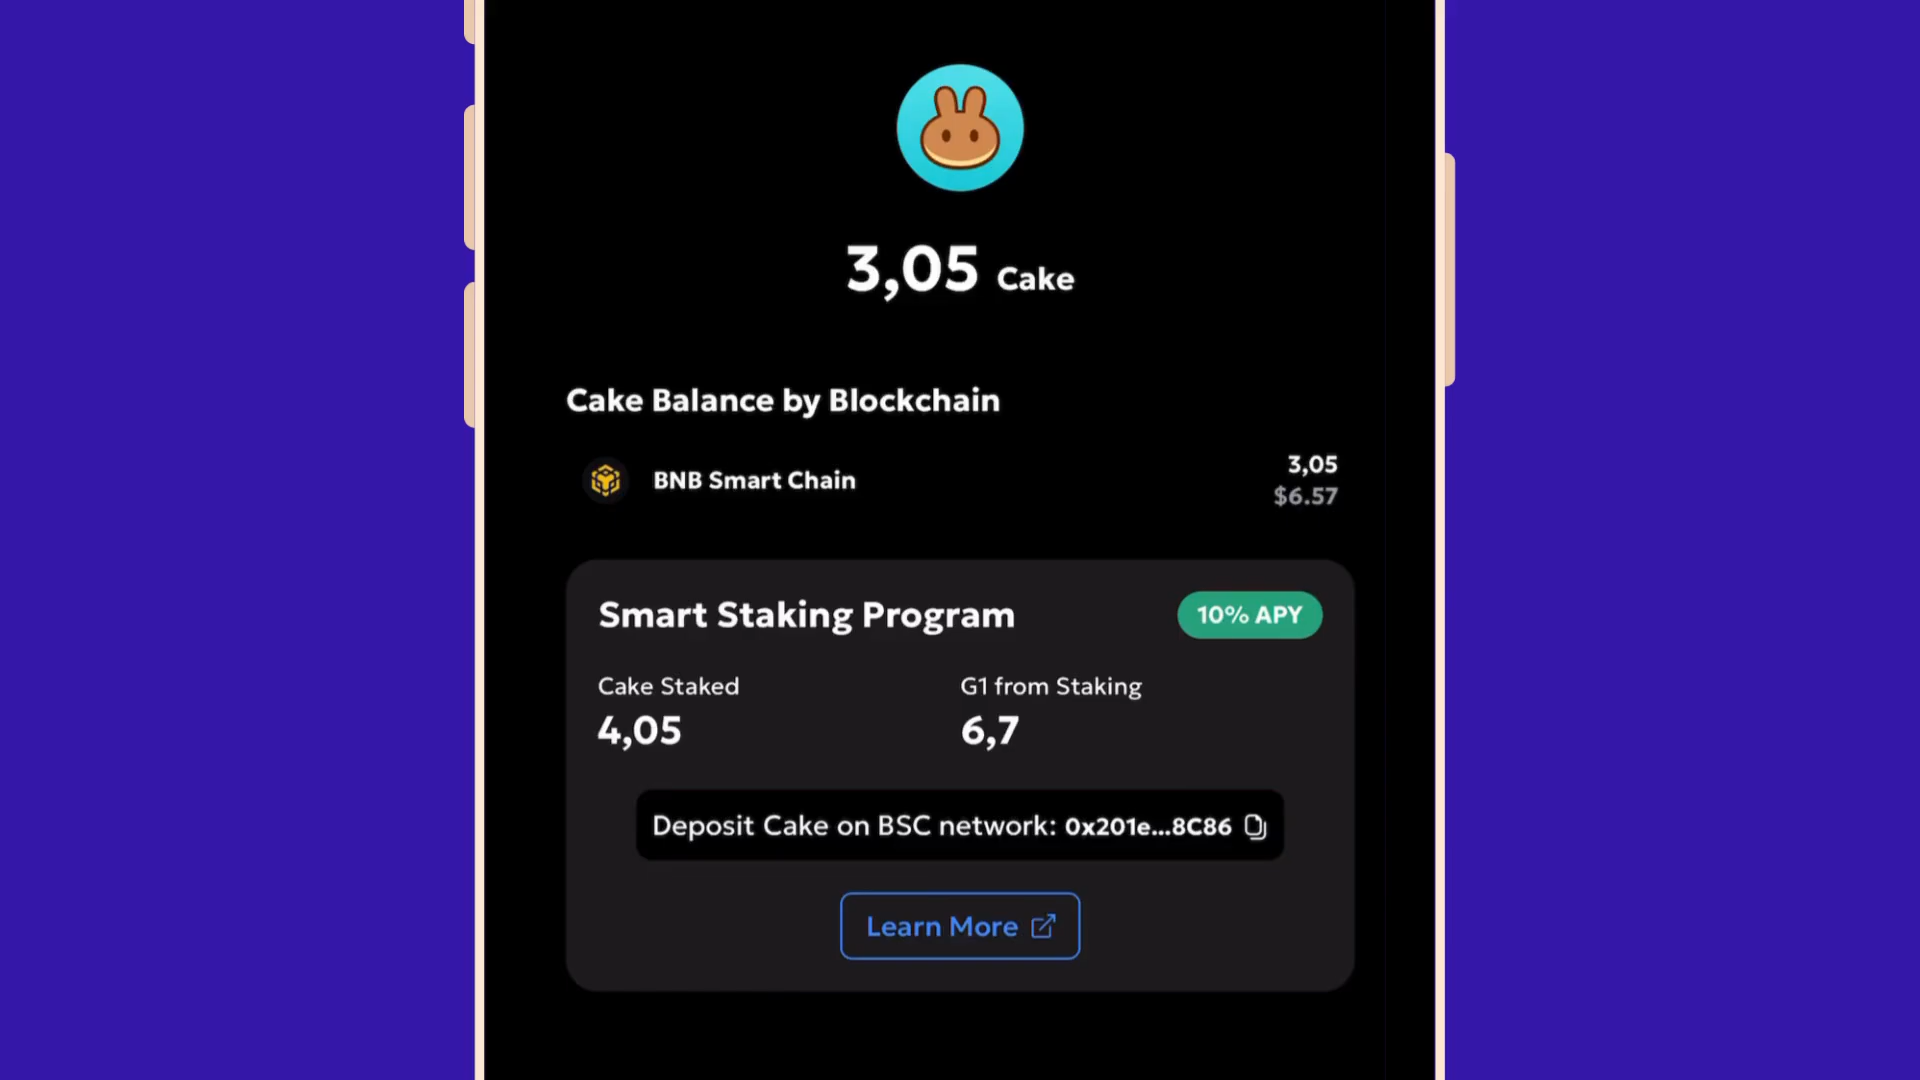 3,05 Cake
Cake Balance by Blockchain
BNB Smart Chain
3,05
$6.57
Smart Staking Program
10% APY
Cake Staked
G1 from Staking
4,05
6,7
Deposit Cake on BSC network: 0x201e...8C86
Learn More